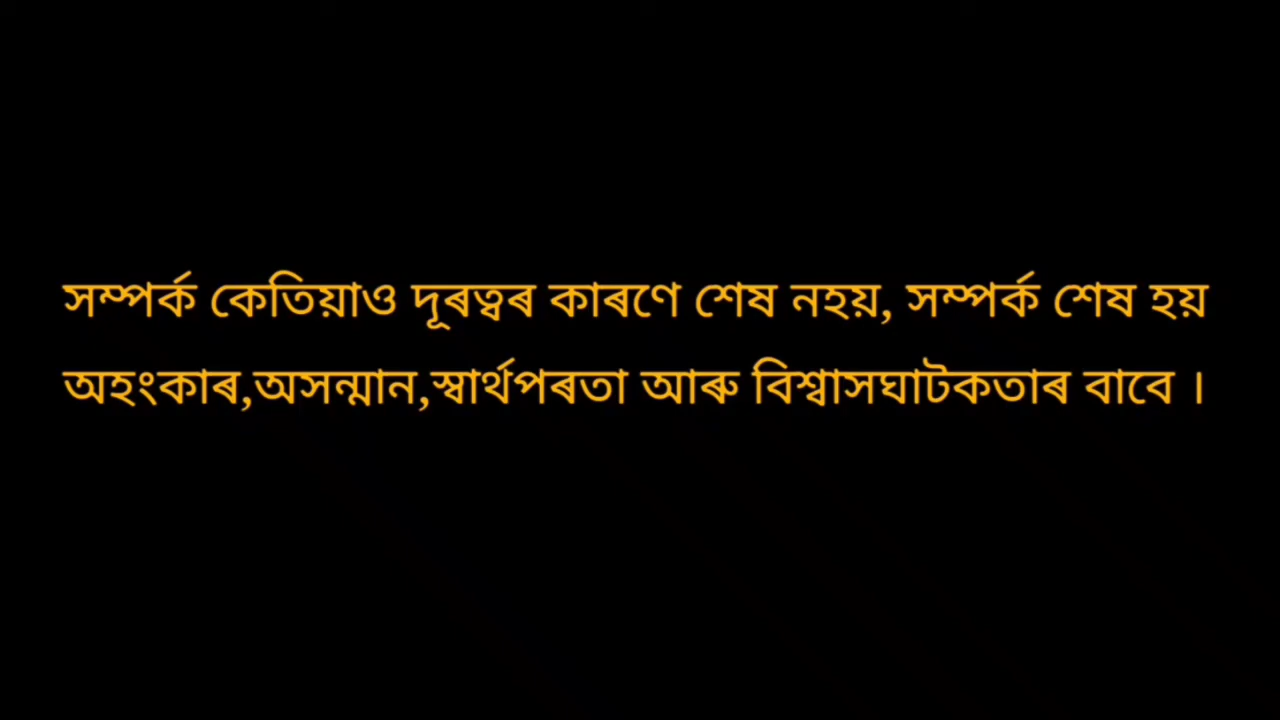 সম্পৰ্ক কেতিয়াও দূৰত্বৰ কাৰণে শেষ নহয়, সম্পৰ্ক শেষ হয়
অহংকাৰ,অসন্মান,স্বাৰ্থপৰতা আৰু বিশ্বাসঘাটকতাৰ বাবে ।